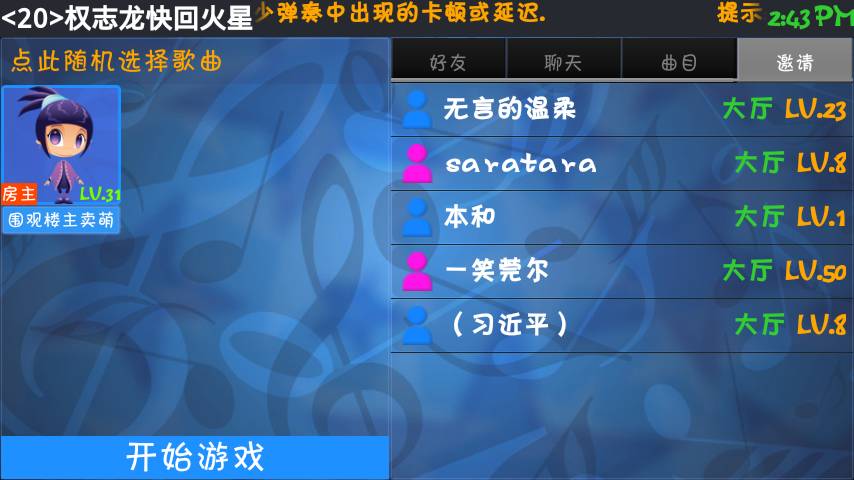 <20>权志龙快回火星
少弹奏中出现的卡顿或延迟.
提示
2:43 PM
点此随机选择歌曲
好友
聊天
曲目
邀请
房主
LV.31
围观楼主卖萌
无言的温柔 大厅 LV.23
saratara 大厅 LV.8
本和 大厅 LV.1
一笑莞尔 大厅 LV.50
（习近平） 大厅 LV.8
开始游戏